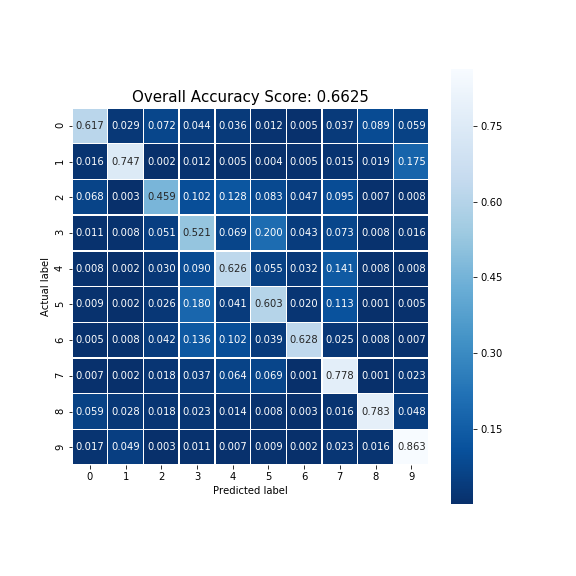 Overall Accuracy Score: 0.6625
0 0.617 0.029 0.072 0.044 0.036 0.012 0.005 0.037 0.089 0.059
1 0.016 0.747 0.002 0.012 0.005 0.004 0.005 0.015 0.019 0.175
2 0.068 0.003 0.459 0.102 0.128 0.083 0.047 0.095 0.007 0.008
3 0.011 0.008 0.051 0.521 0.069 0.200 0.043 0.073 0.008 0.016
4 0.008 0.002 0.030 0.090 0.626 0.055 0.032 0.141 0.008 0.008
5 0.009 0.002 0.026 0.180 0.041 0.603 0.020 0.113 0.001 0.005
6 0.005 0.008 0.042 0.136 0.102 0.039 0.628 0.025 0.008 0.007
7 0.007 0.002 0.018 0.037 0.064 0.069 0.001 0.778 0.001 0.023
8 0.059 0.028 0.018 0.023 0.014 0.008 0.003 0.016 0.783 0.048
9 0.017 0.049 0.003 0.011 0.007 0.009 0.002 0.023 0.016 0.863
0 1 2 3 4 5 6 7 8 9
Predicted label
Actual label
0.75
0.60
0.45
0.30
0.15